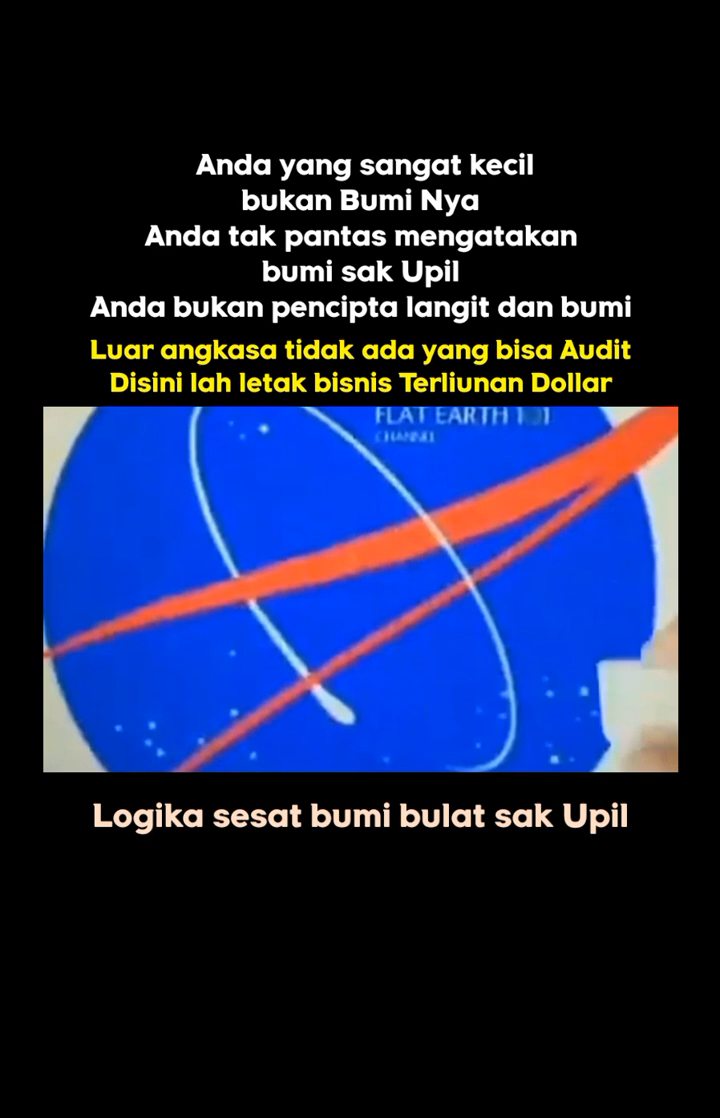 Anda yang sangat kecil
bukan Bumi Nya
Anda tak pantas mengatakan
bumi sak Upil
Anda bukan pencipta langit dan bumi
Luar angkasa tidak ada yang bisa Audit
Disini lah letak bisnis Terliunan Dollar
FLAT EARTH 101
CHANNEL
Logika sesat bumi bulat sak Upil